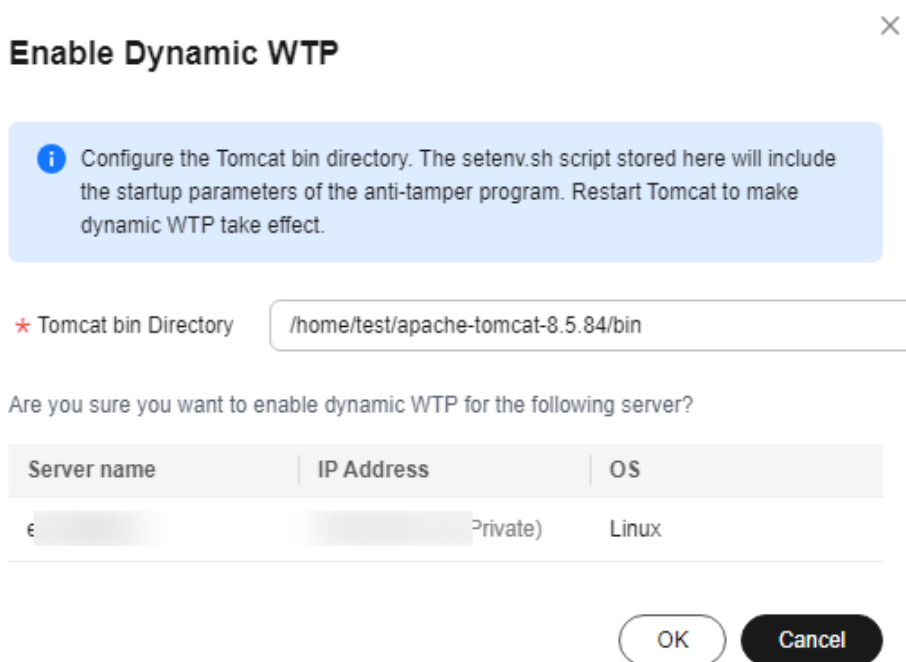 Enable Dynamic WTP
Configure the Tomcat bin directory. The setenv.sh script stored here will include
the startup parameters of the anti-tamper program. Restart Tomcat to make
dynamic WTP take effect.
* Tomcat bin Directory /home/test/apache-tomcat-8.5.84/bin
Are you sure you want to enable dynamic WTP for the following server?
Server name IP Address OS
Private) Linux
OK Cancel